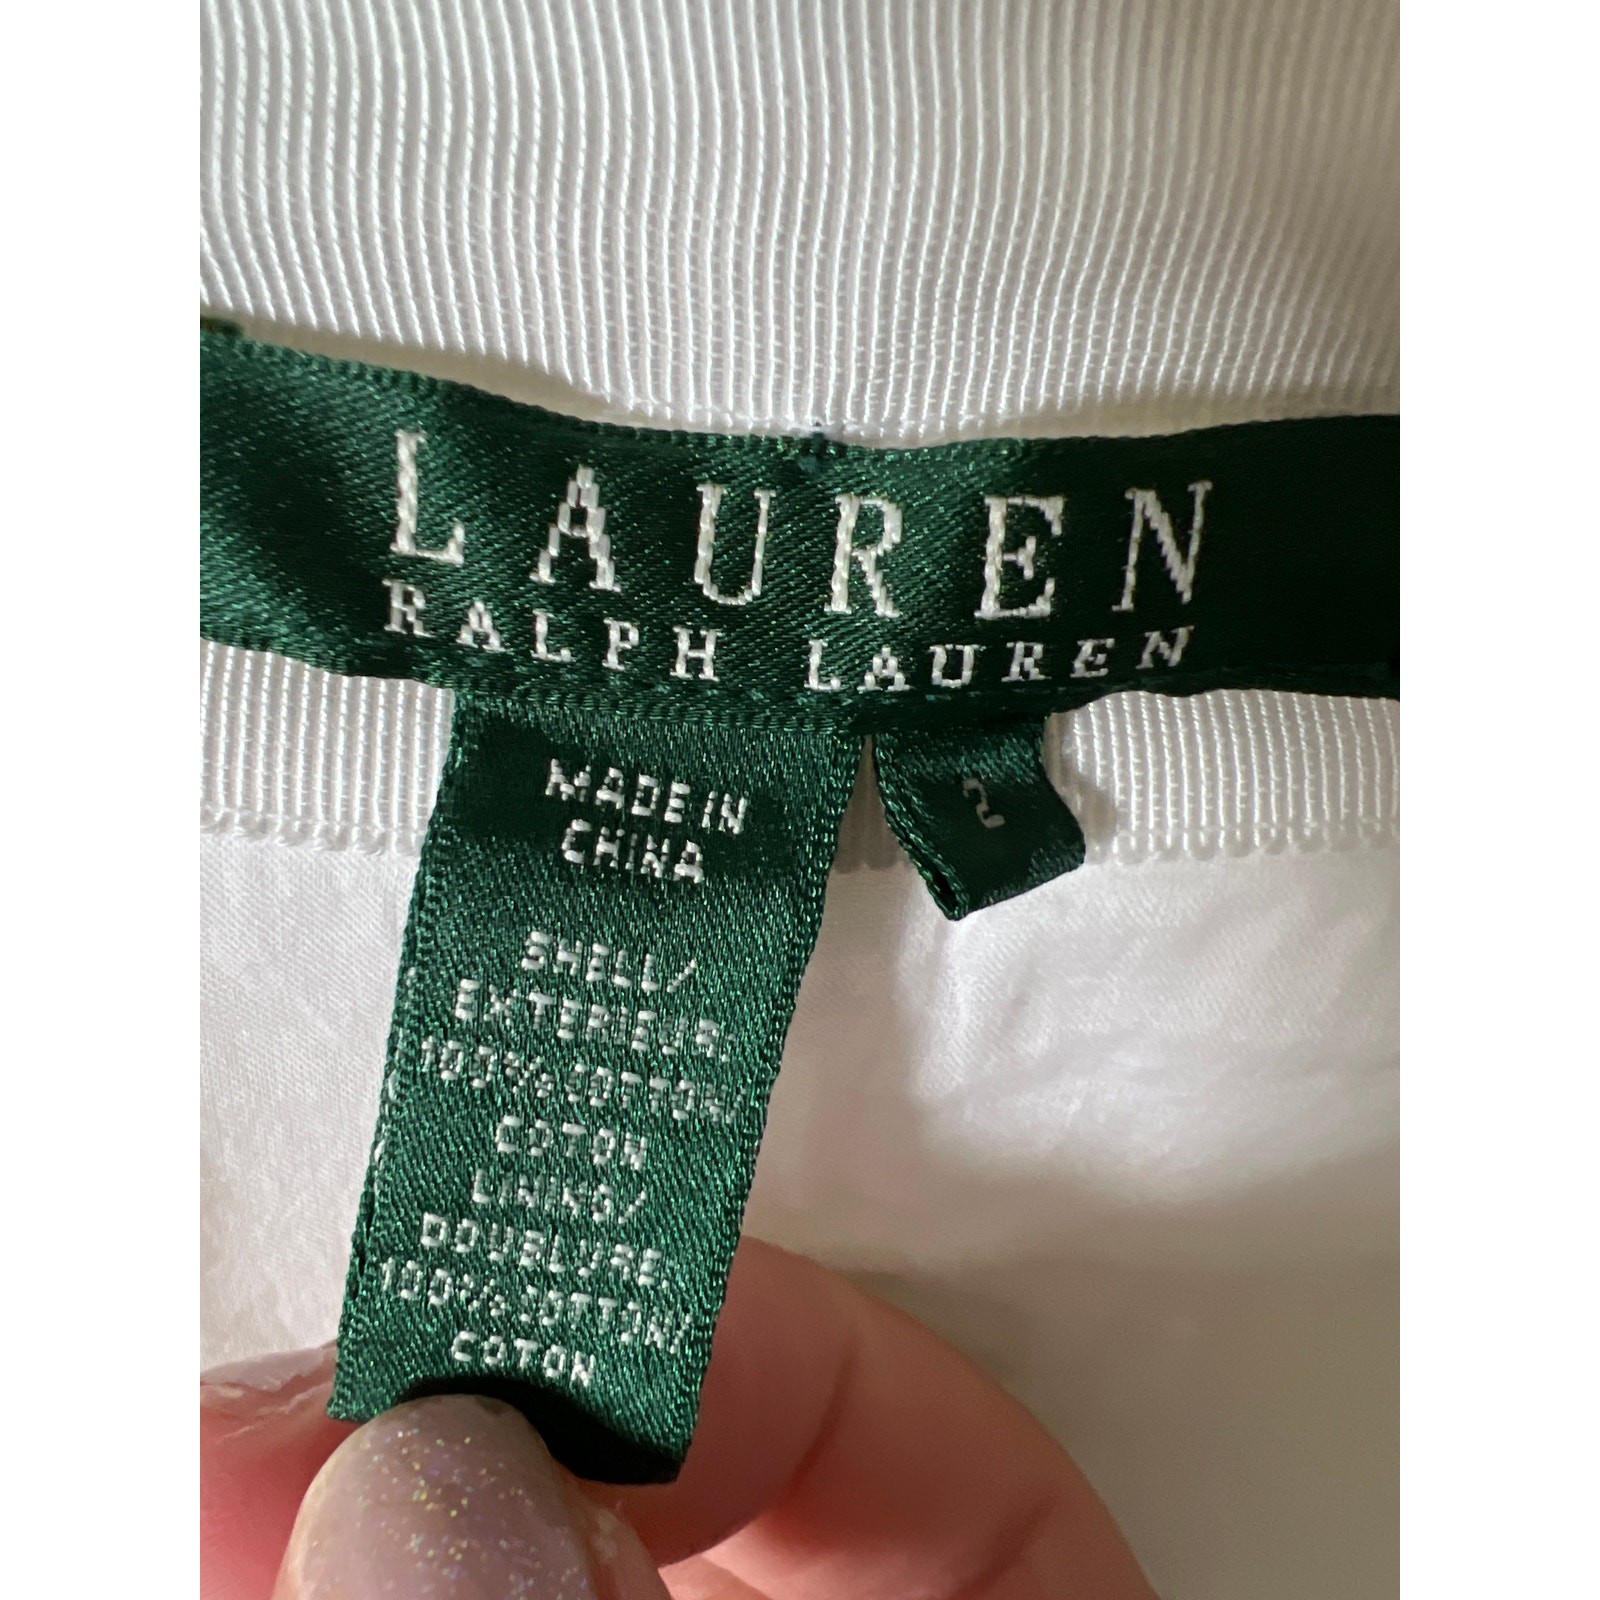 LAUREN
RALPH LAUREN
2
MADE IN
CHINA
SHELL/
EXTERIEUR:
100% COTTON/
COTON
LINING/
DOUBLURE:
100% COTTON/
COTON